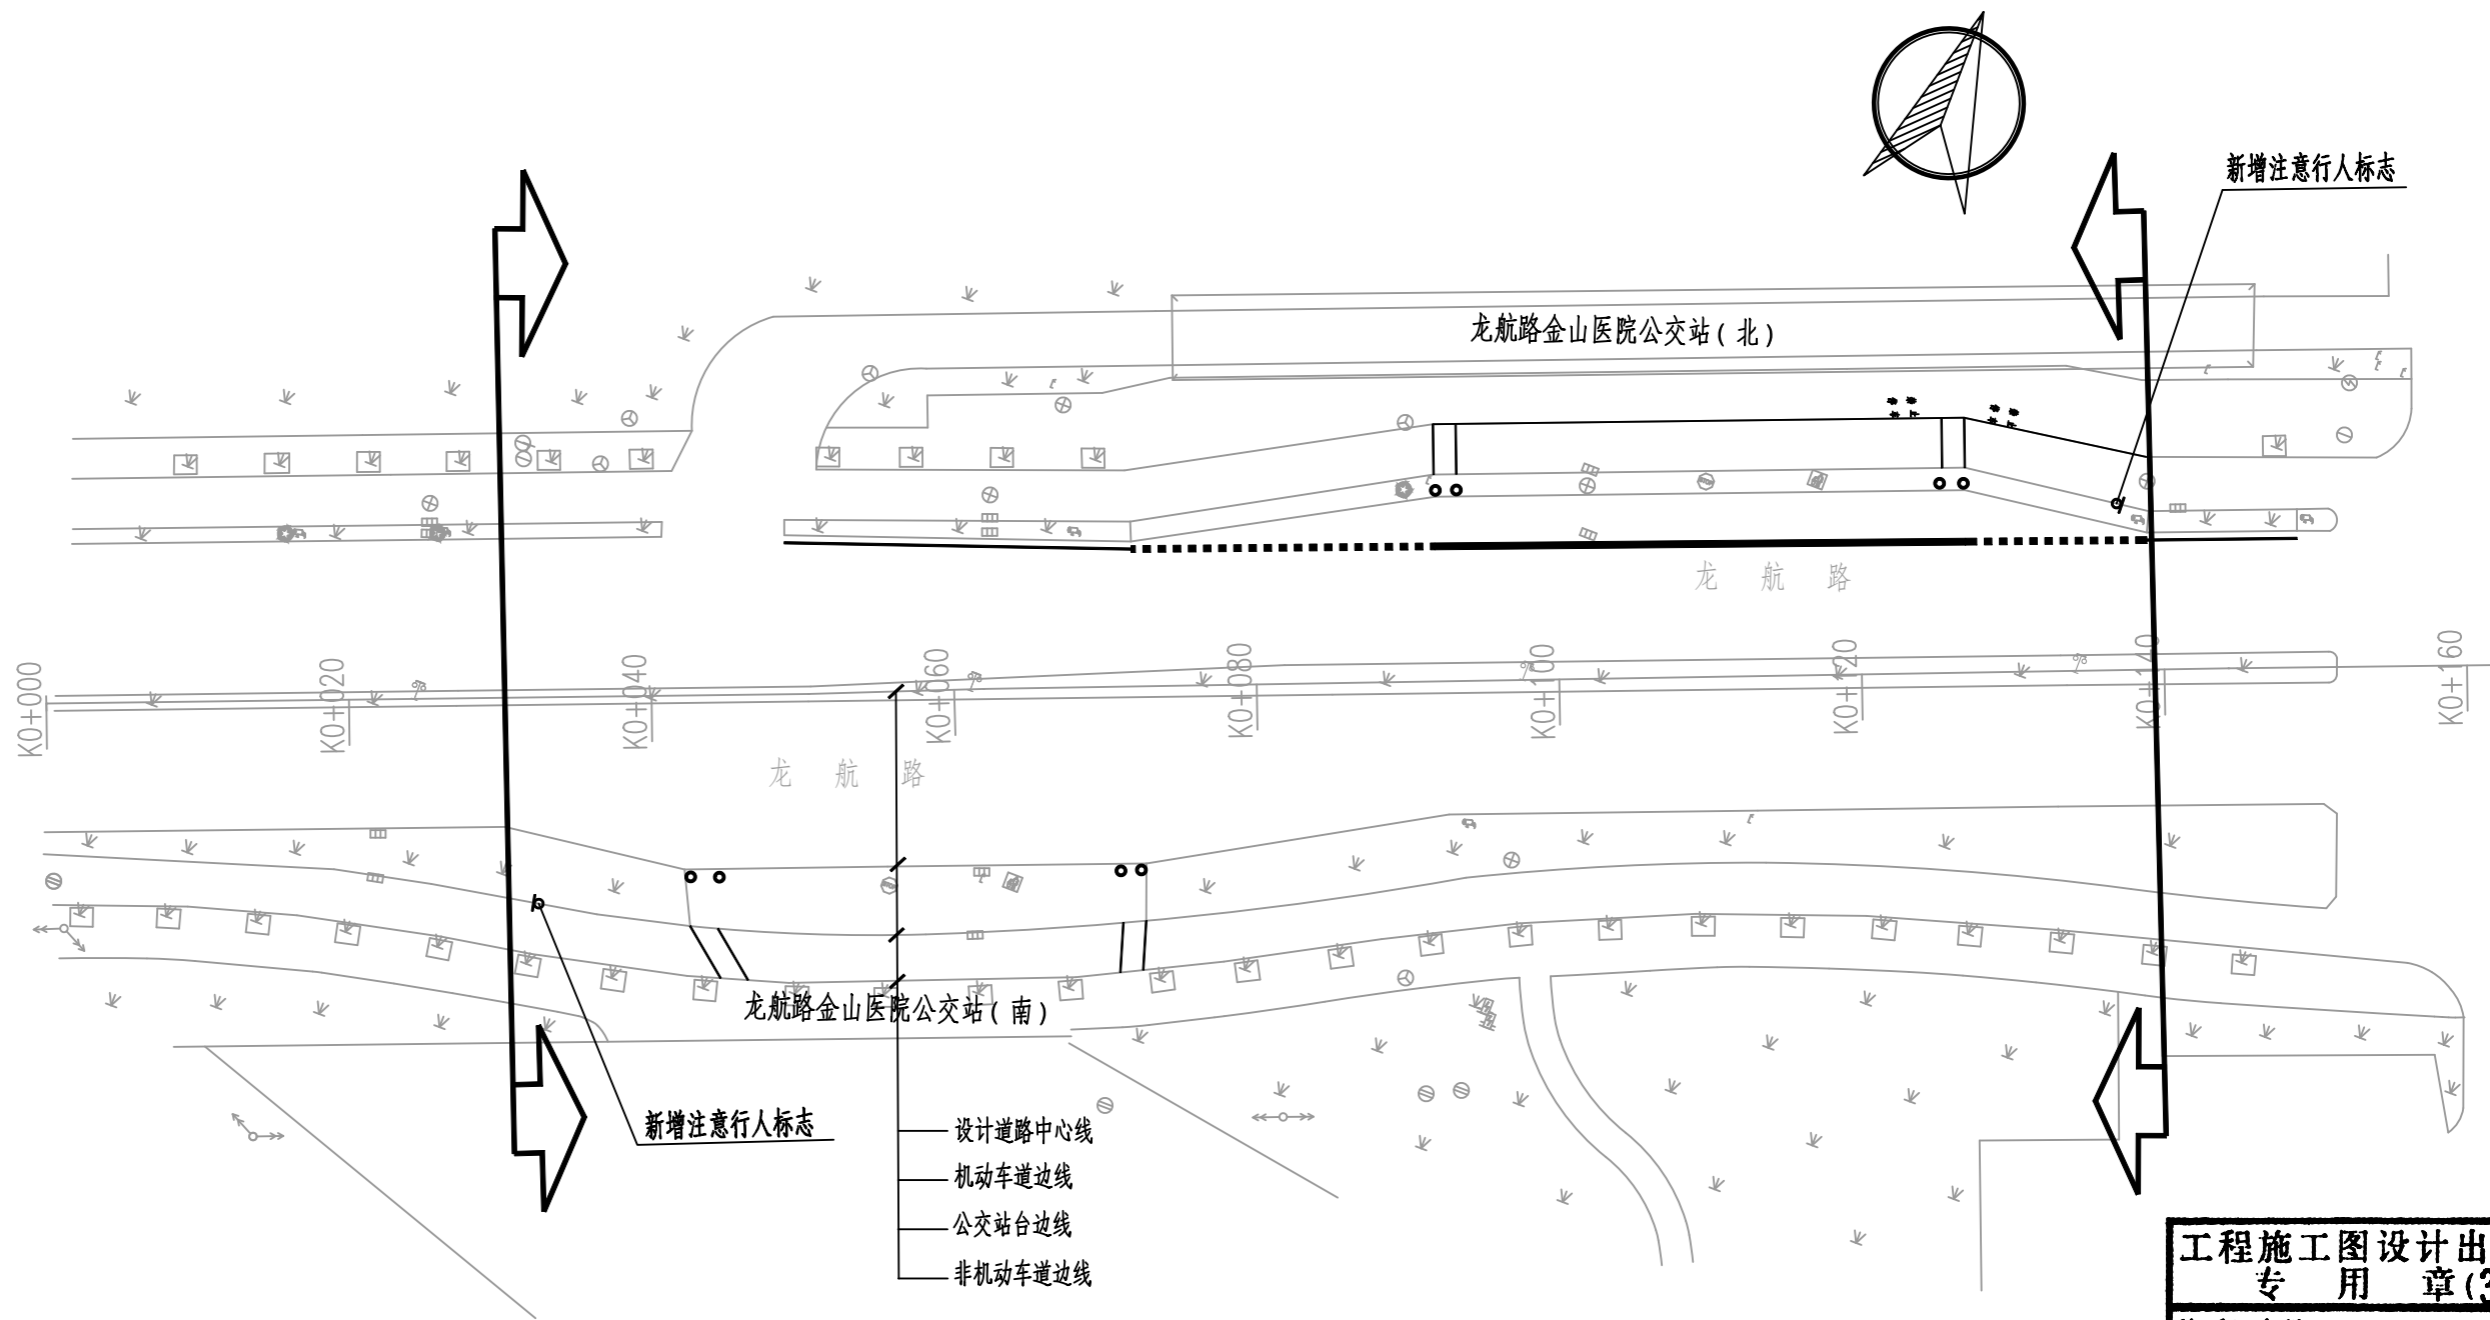 新增注意行人标志
龙航路金山医院公交站(北)
龙 航 路
K0+000
K0+020
K0+040
K0+060
K0+080
K0+100
K0+120
K0+140
K0+160
龙 航 路
龙航路金山医院公交站(南)
新增注意行人标志
设计道路中心线
机动车道边线
公交站台边线
非机动车道边线
工程施工图设计出
专 用 章(